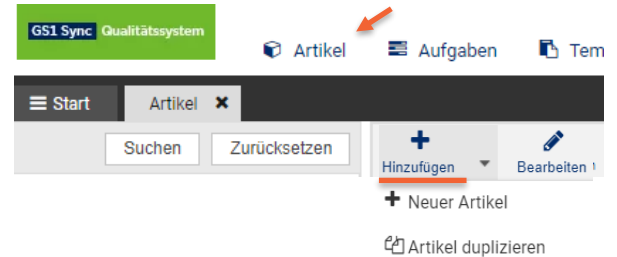 GS1 Sync Qualitätssystem
Artikel Aufgaben Tem
Start Artikel
Suchen Zurücksetzen
Hinzufügen Bearbeiten
Neuer Artikel
Artikel duplizieren